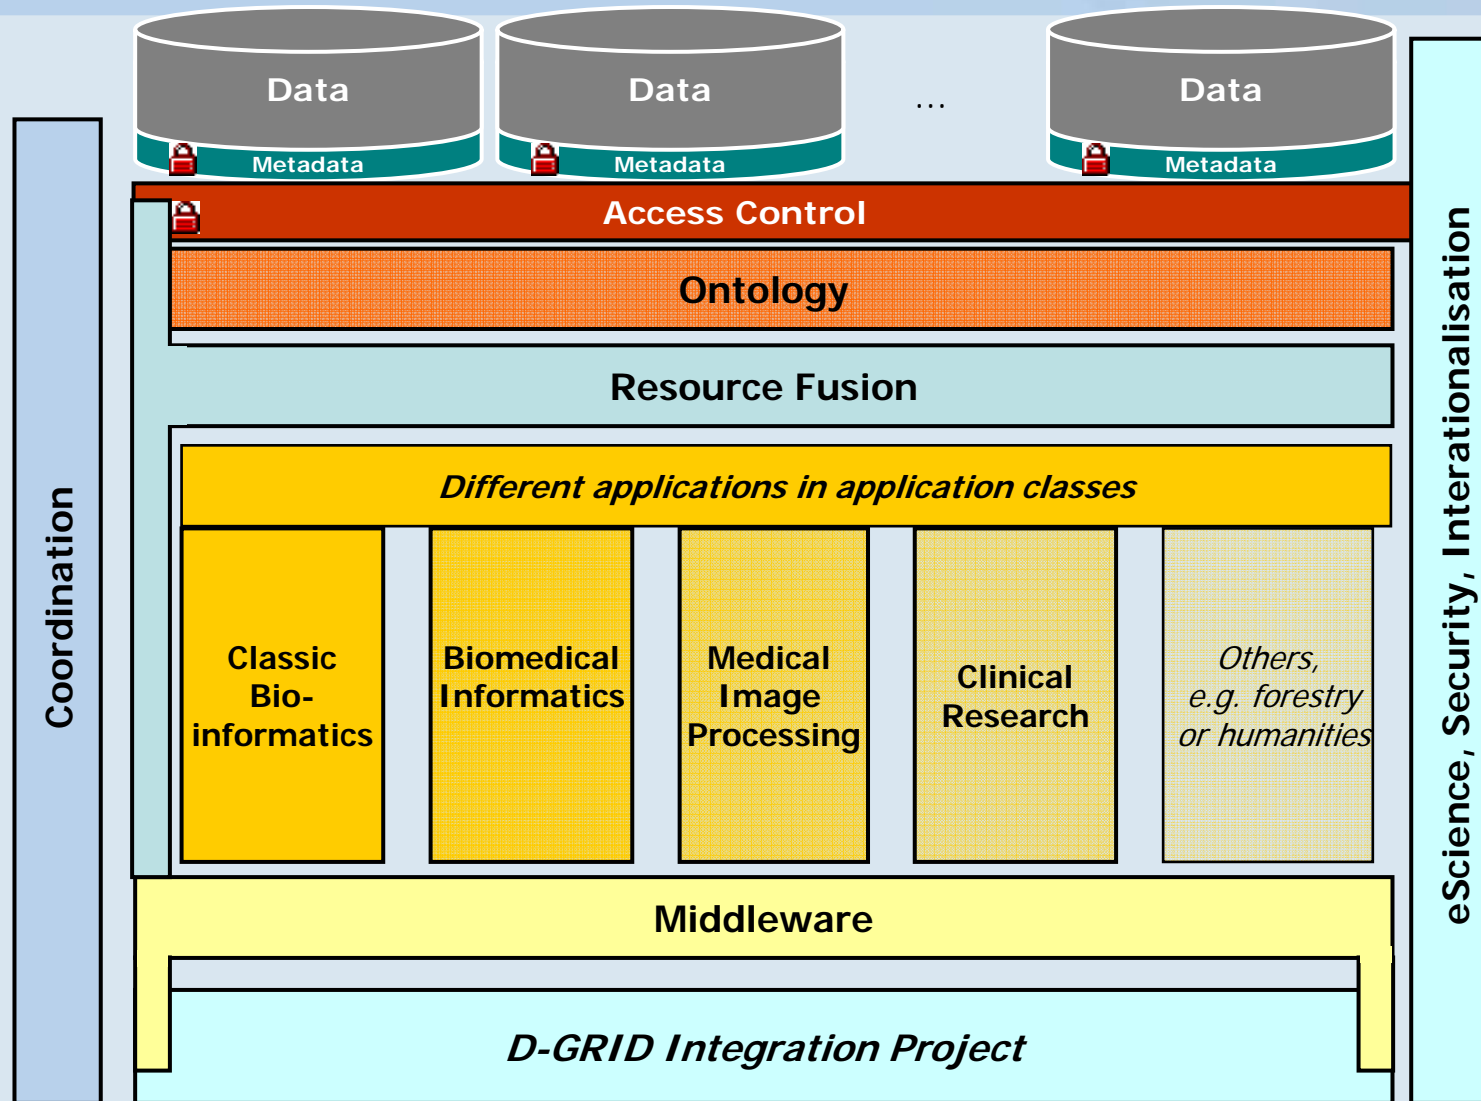 Data
Data
...
Data
Metadata
Metadata
Metadata
Access Control
Ontology
Resource Fusion
Different applications in application classes
Classic
Bio-
informatics
Biomedical
Informatics
Medical
Image
Processing
Clinical
Research
Others,
e.g. forestry
or humanities
Middleware
D-GRID Integration Project
Coordination
eScience, Security, Interationalisation